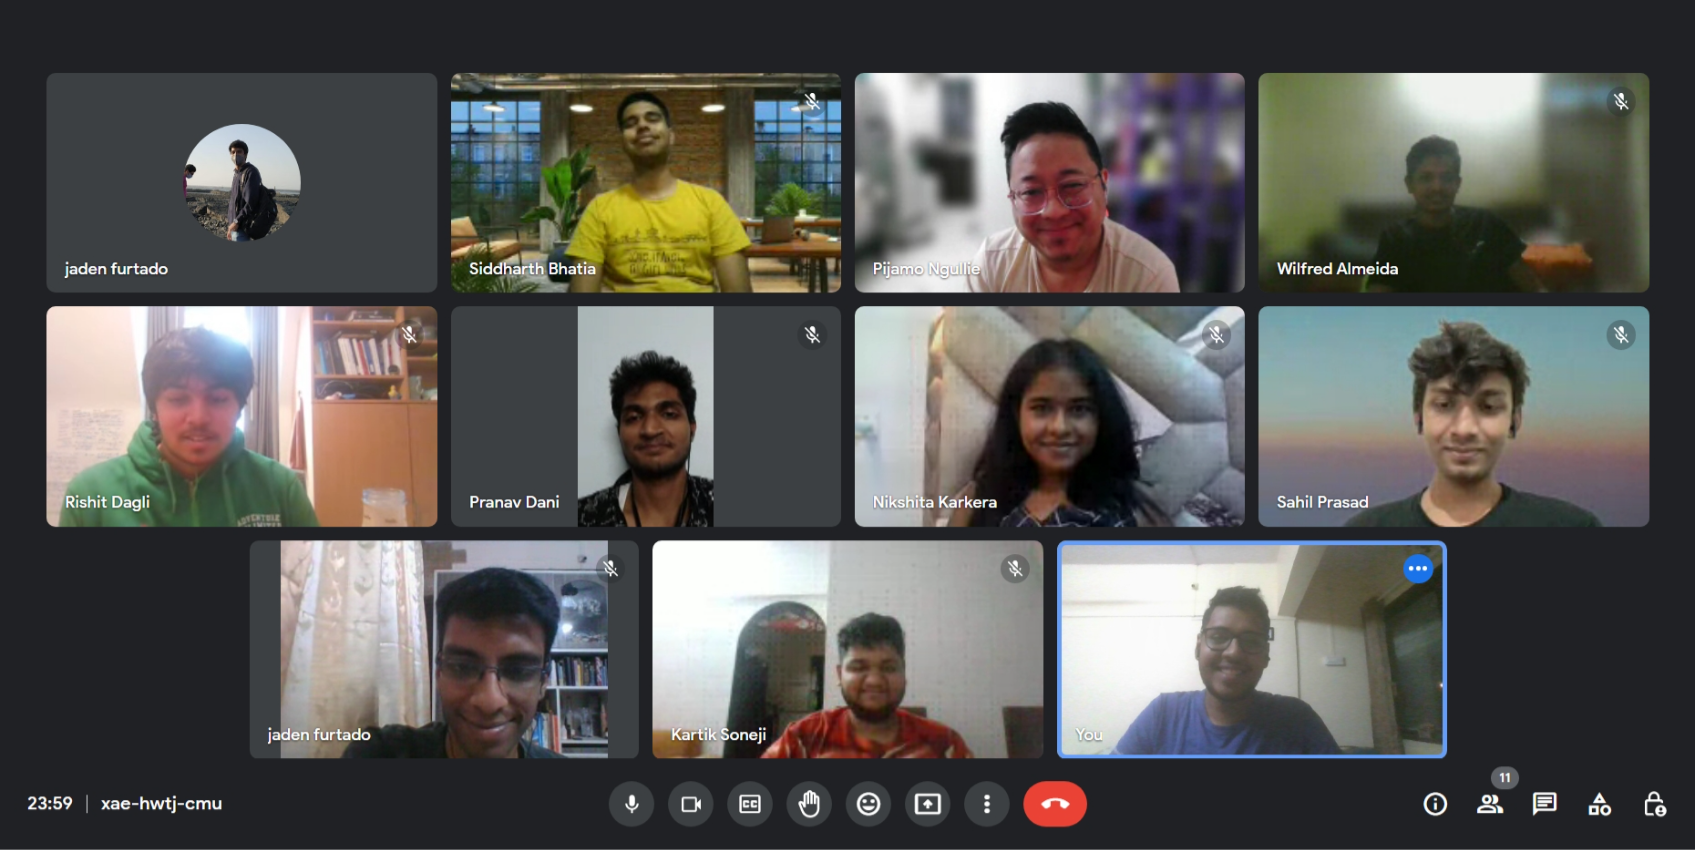 jaden furtado
Siddharth Bhatia
Pijamo Ngullie
Wilfred Almeida
Rishit Dagli
Pranav Dani
Nikshita Karkera
Sahil Prasad
jaden furtado
Kartik Soneji
You
23:59 | xae-hwtj-cmu
CC
11